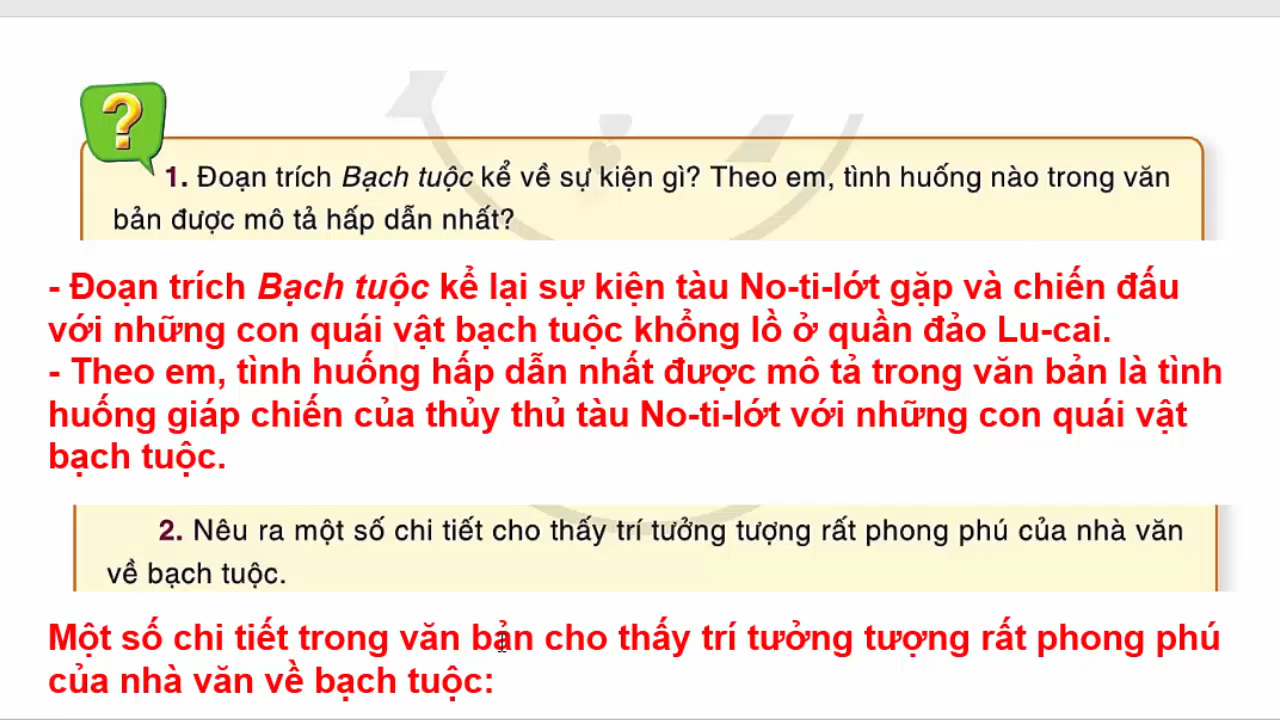 ?
1. Đoạn trích Bạch tuộc kể về sự kiện gì? Theo em, tình huống nào trong văn
bản được mô tả hấp dẫn nhất?
- Đoạn trích Bạch tuộc kể lại sự kiện tàu No-ti-lớt gặp và chiến đấu
với những con quái vật bạch tuộc khổng lồ ở quần đảo Lu-cai.
- Theo em, tình huống hấp dẫn nhất được mô tả trong văn bản là tình
huống giáp chiến của thủy thủ tàu No-ti-lớt với những con quái vật
bạch tuộc.
2. Nêu ra một số chi tiết cho thấy trí tưởng tượng rất phong phú của nhà văn
về bạch tuộc.
Một số chi tiết trong văn bản cho thấy trí tưởng tượng rất phong phú
của nhà văn về bạch tuộc: